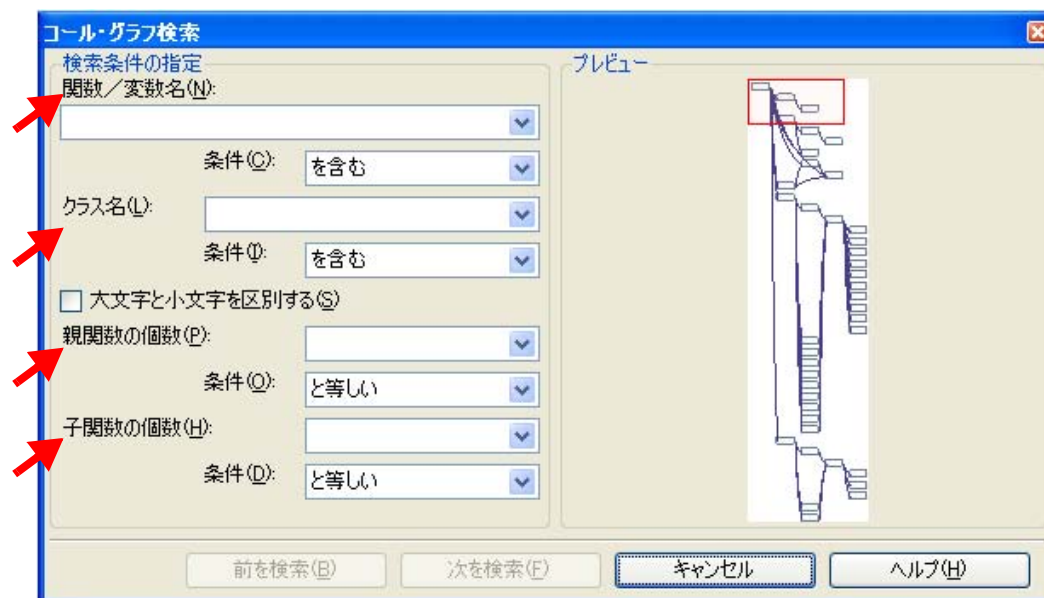 コール・グラフ検索
検索条件の指定
関数／変数名(N):
条件(C): を含む
クラス名(L):
条件(I): を含む
大文字と小文字を区別する(S)
親関数の個数(P):
条件(O): と等しい
子関数の個数(H):
条件(D): と等しい
プレビュー
前を検索(B) 次を検索(F) キャンセル ヘルプ(H)